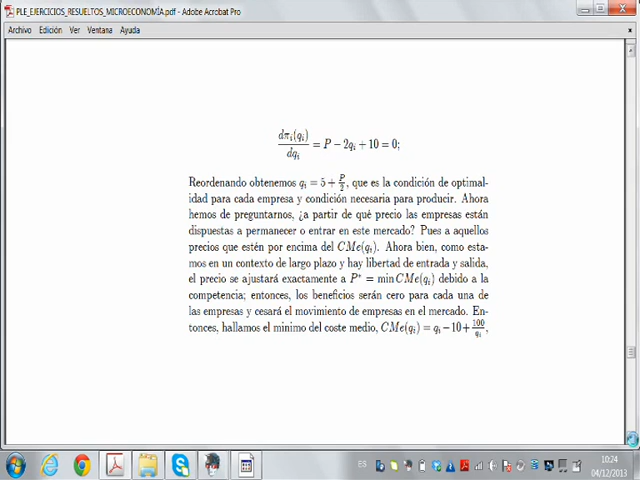 PLE_EJERCICIOS_RESUELTOS_MICROECONOMÍA.pdf - Adobe Acrobat Pro
Archivo Edición Ver Ventana Ayuda
dπᵢ(qᵢ)/dqᵢ = P − 2qᵢ + 10 = 0;
Reordenando obtenemos qᵢ = 5 + P/2, que es la condición de optimal-
idad para cada empresa y condición necesaria para producir. Ahora
hemos de preguntarnos, ¿a partir de qué precio las empresas están
dispuestas a permanecer o entrar en este mercado? Pues a aquellos
precios que estén por encima del CMe(qᵢ). Ahora bien, como esta-
mos en un contexto de largo plazo y hay libertad de entrada y salida,
el precio se ajustará exactamente a P* = min CMe(qᵢ) debido a la
competencia; entonces, los beneficios serán cero para cada una de
las empresas y cesará el movimiento de empresas en el mercado. En-
tonces, hallamos el mínimo del coste medio, CMe(qᵢ) = qᵢ − 10 + 100/qᵢ,
ES
10:24
04/12/2013